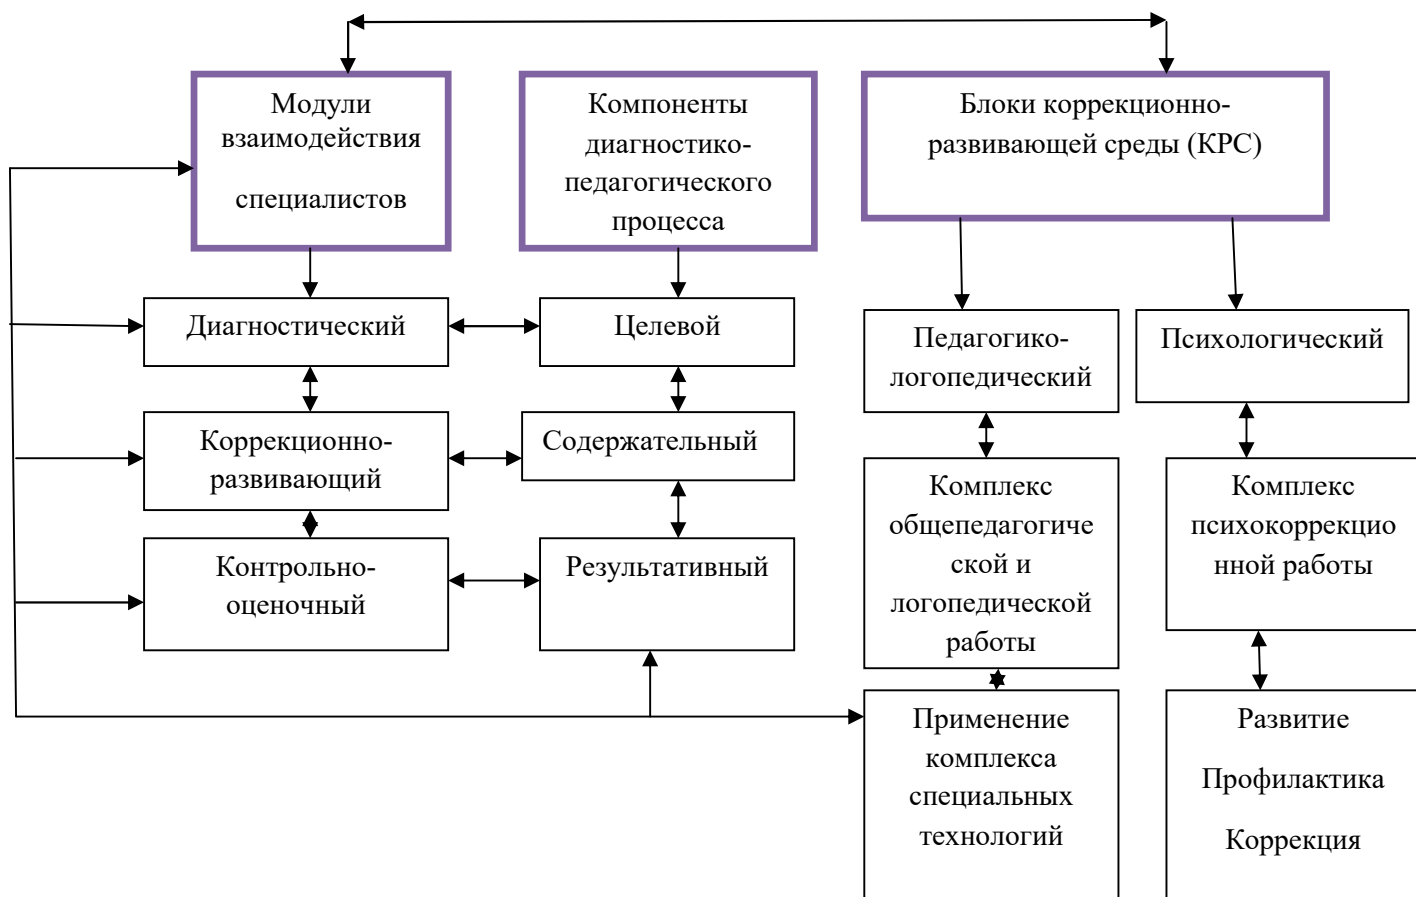 Модули
взаимодействия
специалистов
Компоненты
диагностико-
педагогического
процесса
Блоки коррекционно-
развивающей среды (КРС)
Диагностический
Целевой
Педагогико-
логопедический
Психологический
Коррекционно-
развивающий
Содержательный
Комплекс
общепедагогиче
ской и
логопедической
работы
Комплекс
психокоррекцио
нной работы
Контрольно-
оценочный
Результативный
Применение
комплекса
специальных
технологий
Развитие
Профилактика
Коррекция